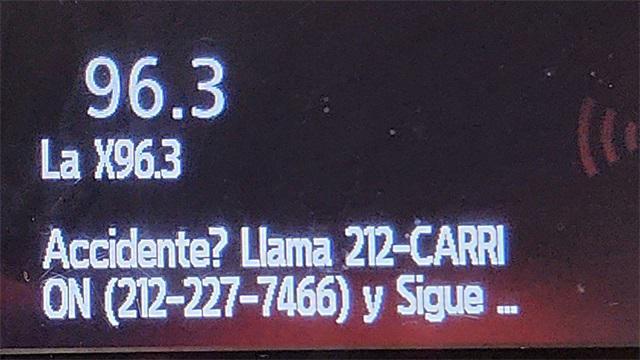 96.3
La X96.3
Accidente? Llama 212-CARRI
ON (212-227-7466) y Sigue ...